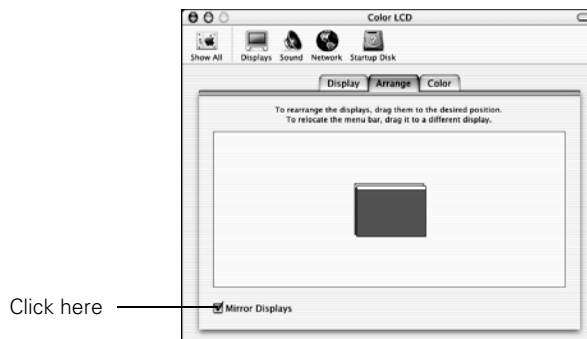 Color LCD
Show All Displays Sound Network Startup Disk
Display Arrange Color
To rearrange the displays, drag them to the desired position.
To relocate the menu bar, drag it to a different display.
Click here
Mirror Displays